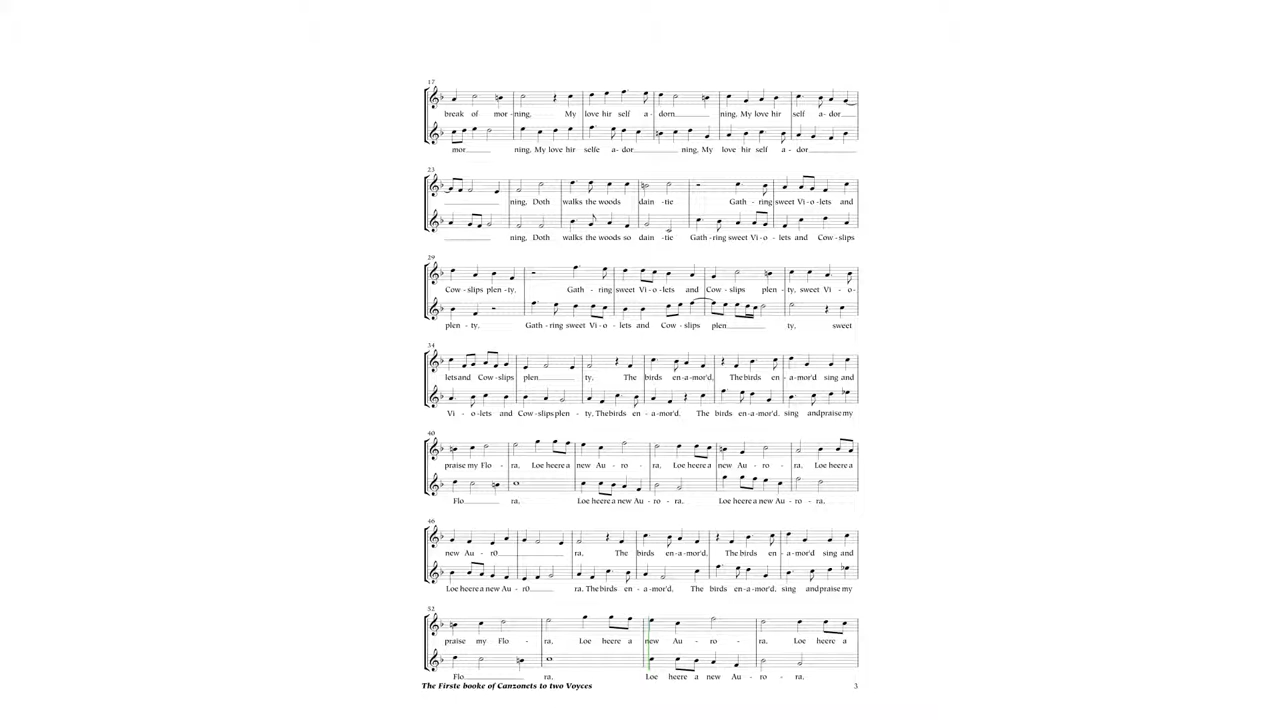 17
break of mor - ning, My love hir self a - dorn ning, My love hir self a - dor
mor ning, My love hir selfe a - dor ning, My love hir self a - dor
23
ning, Doth walks the woods dain - tie Gath - ring sweet Vi - o - lets and
ning, Doth walks the woods so dain - tie Gath - ring sweet Vi - o - lets and Cow - slips
29
Cow - slips plen - ty, Gath - ring sweet Vi - o - lets and Cow - slips plen - ty, sweet Vi - o -
plen - ty. Gath - ring sweet Vi - o - lets and Cow - slips plen ty, sweet
34
lets and Cow - slips plen ty, The birds en - a - mor'd, The birds en - a - mor'd sing and
Vi - o - lets and Cow - slips plen - ty, The birds en - a - mor'd. The birds en - a - mor'd. sing and praise my
40
praise my Flo - ra, Loe heere a new Au - ro - ra, Loe heere a new Au - ro - ra, Loe heere a
Flo ra, Loe heere a new Au - ro - ra. Loe heere a new Au - ro - ra,
46
new Au - r0 ra, The birds en - a - mor'd. The birds en - a - mor'd sing and
Loe heere a new Au - r0 ra. The birds en - a - mor'd, The birds en - a - mor'd. sing and praise my
52
praise my Flo - ra, Loe heere a new Au - ro - ra. Loe heere a
Flo ra, Loe heere a new Au - ro - ra.
The Firste booke of Canzonets to two Voyces 3